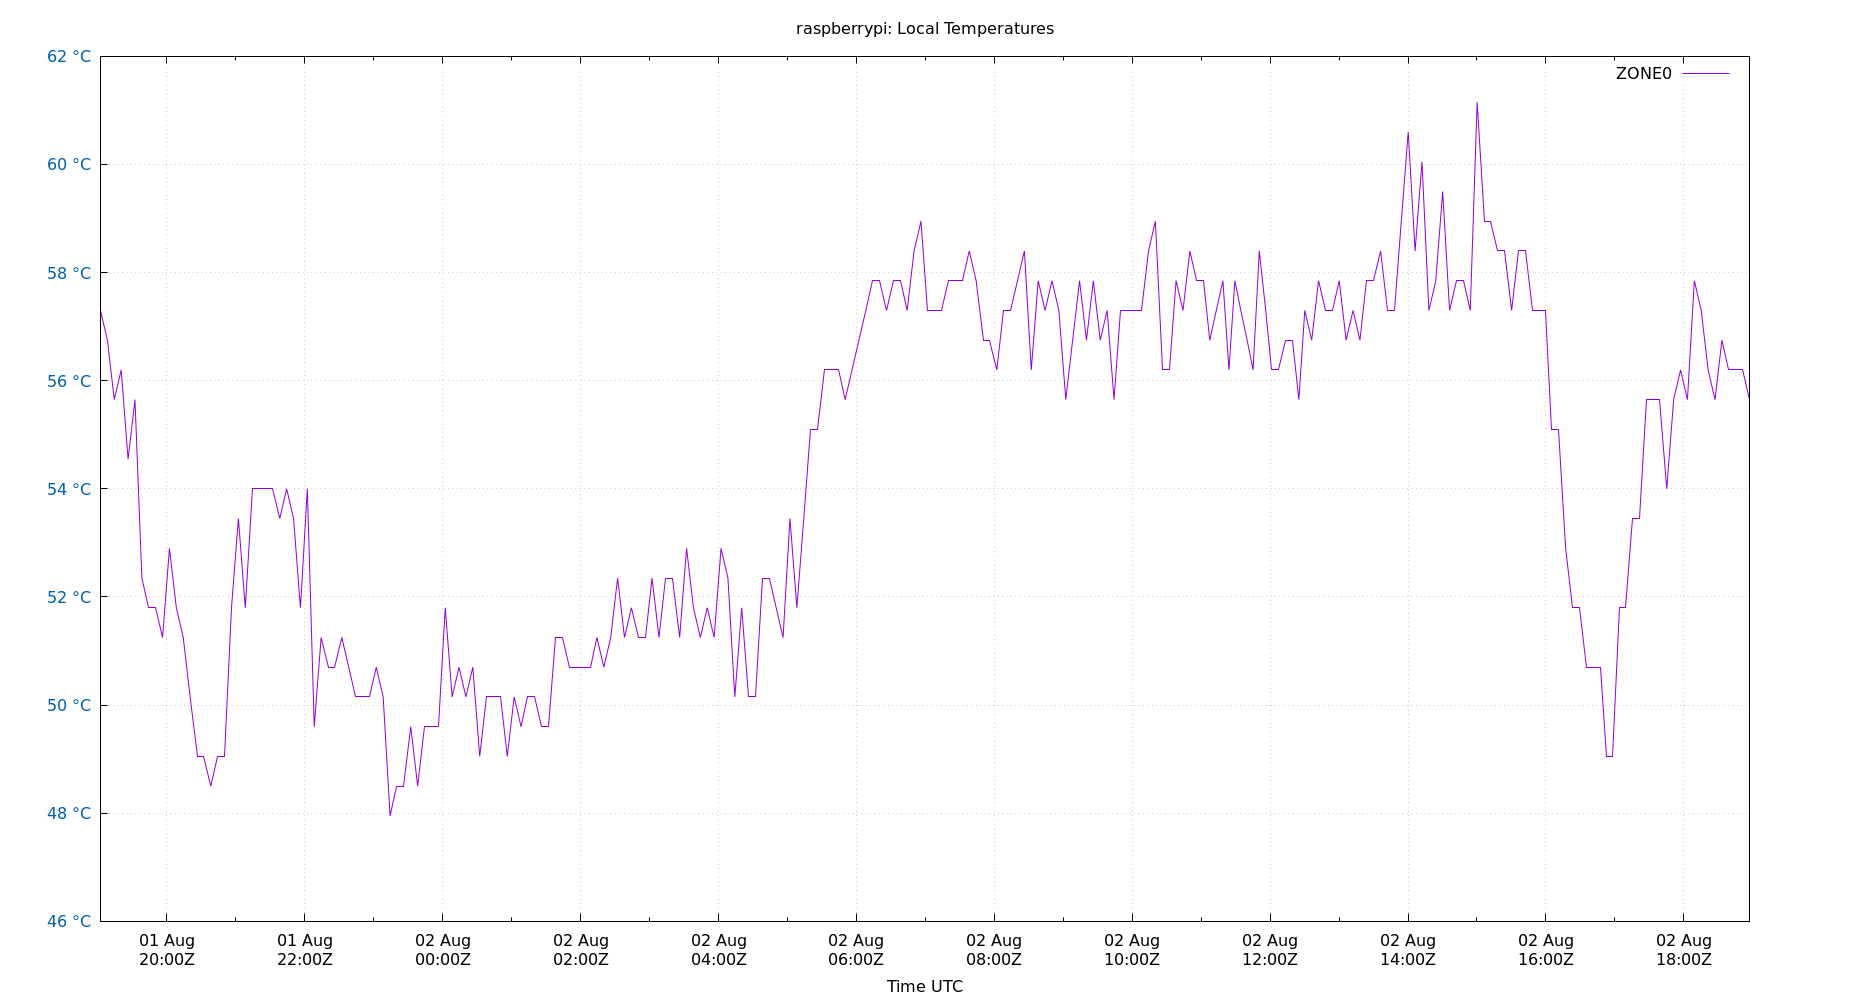 raspberrypi: Local Temperatures
ZONE0
62 °C
60 °C
58 °C
56 °C
54 °C
52 °C
50 °C
48 °C
46 °C
01 Aug
20:00Z
01 Aug
22:00Z
02 Aug
00:00Z
02 Aug
02:00Z
02 Aug
04:00Z
02 Aug
06:00Z
02 Aug
08:00Z
02 Aug
10:00Z
02 Aug
12:00Z
02 Aug
14:00Z
02 Aug
16:00Z
02 Aug
18:00Z
Time UTC